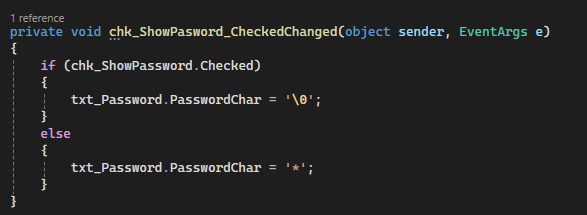 1 reference
private void chk_ShowPasword_CheckedChanged(object sender, EventArgs e)
{
if (chk_ShowPassword.Checked)
{
txt_Password.PasswordChar = '\0';
}
else
{
txt_Password.PasswordChar = '*';
}
}